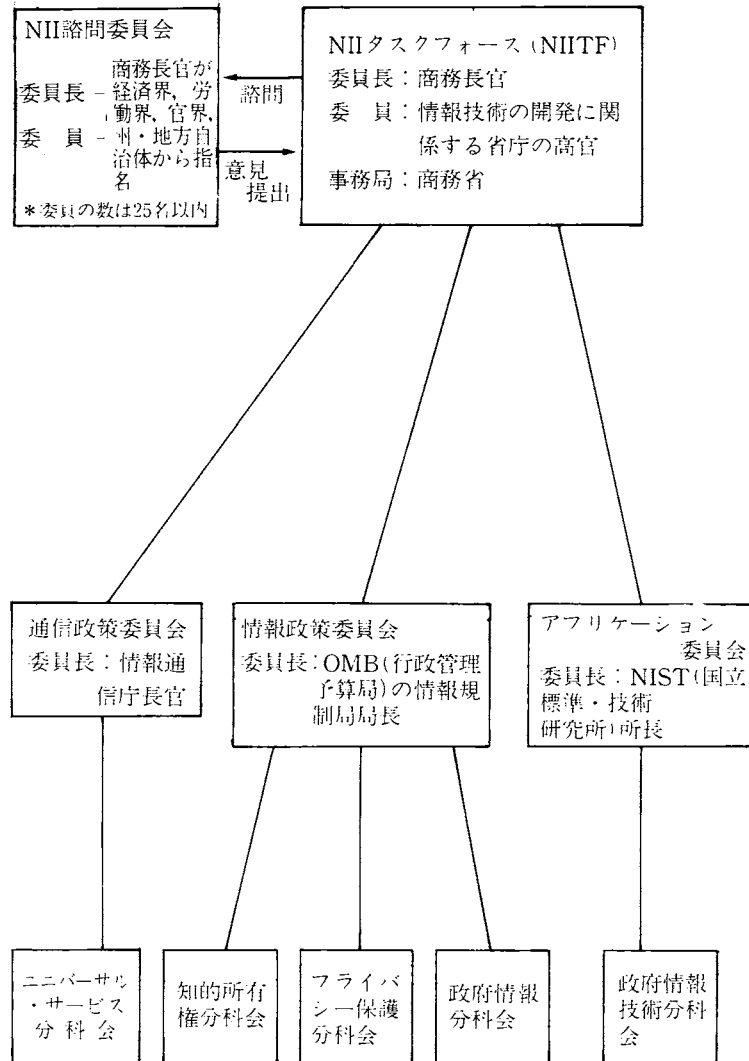 NII諮問委員会
商務長官が
委員長－経済界，労
働界，官界，
委　員－州・地方自
治体から指
名
＊委員の数は25名以内
諮問
意見
提出
NIIタスクフォース（NIITF）
委員長：商務長官
委　員：情報技術の開発に関
係する省庁の高官
事務局：商務省
通信政策委員会
委員長：情報通
信庁長官
情報政策委員会
委員長：OMB（行政管理
予算局）の情報規
制局局長
アプリケーション
委員会
委員長：NIST（国立
標準・技術
研究所）所長
ユニバーサル
・サービス
分科会
知的所有
権分科会
プライバ
シー保護
分科会
政府情報
分科会
政府情報
技術分科
会